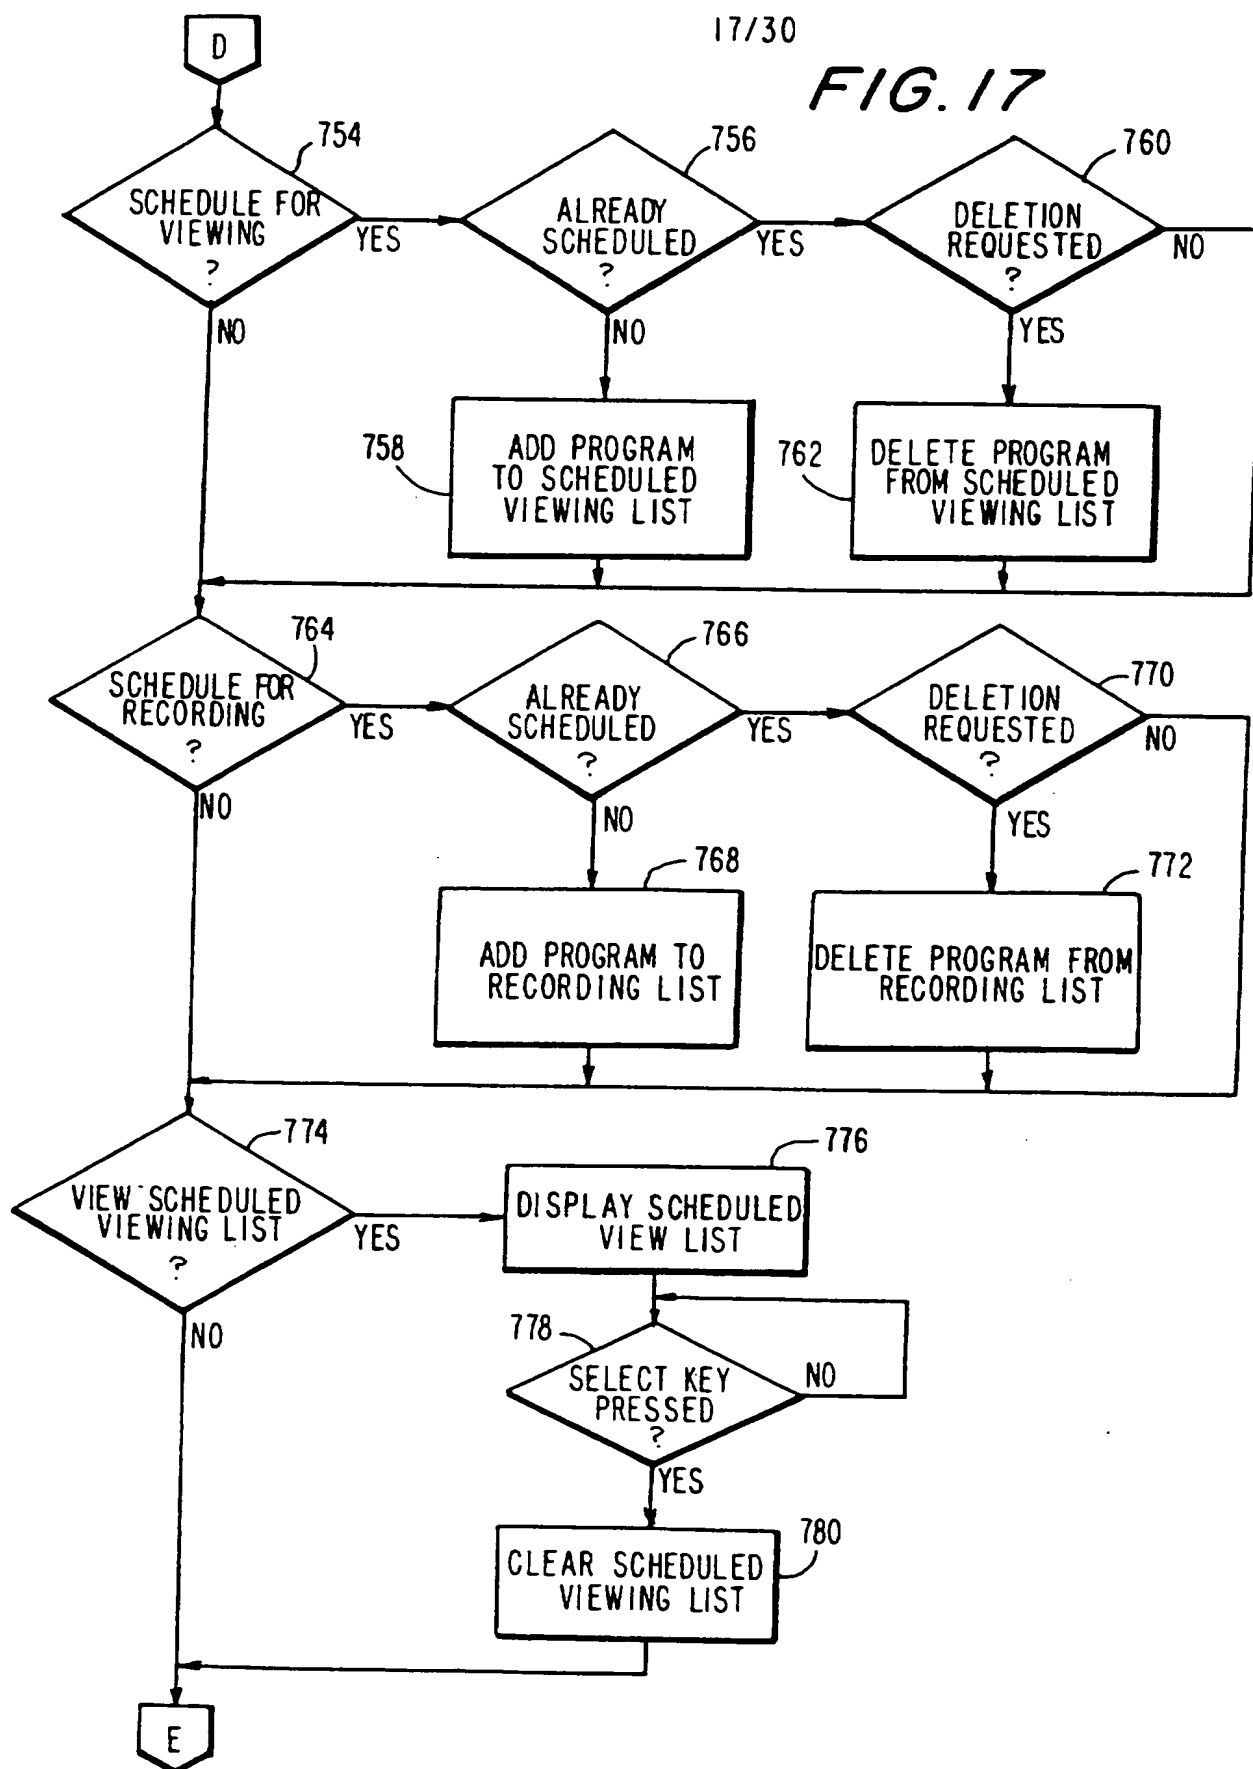 17/30
FIG. 17
D
754
SCHEDULE FOR
VIEWING
?
YES
NO
756
ALREADY
SCHEDULED
?
YES
NO
760
DELETION
REQUESTED
?
NO
YES
758
ADD PROGRAM
TO SCHEDULED
VIEWING LIST
762
DELETE PROGRAM
FROM SCHEDULED
VIEWING LIST
764
SCHEDULE FOR
RECORDING
?
YES
NO
766
ALREADY
SCHEDULED
?
YES
NO
770
DELETION
REQUESTED
?
NO
YES
768
ADD PROGRAM TO
RECORDING LIST
772
DELETE PROGRAM FROM
RECORDING LIST
774
VIEW SCHEDULED
VIEWING LIST
?
YES
NO
776
DISPLAY SCHEDULED
VIEW LIST
778
SELECT KEY
PRESSED
?
NO
YES
780
CLEAR SCHEDULED
VIEWING LIST
E